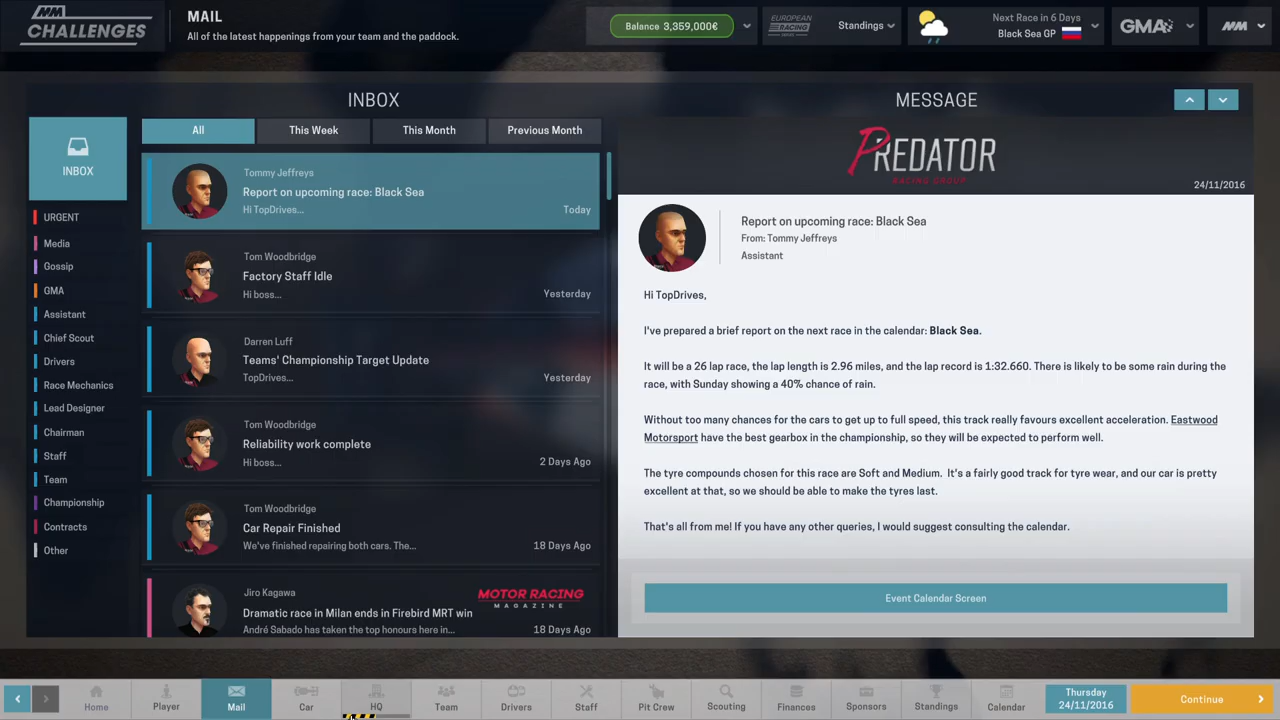 MM
CHALLENGES
MAIL
All of the latest happenings from your team and the paddock.
Balance 3,359,000€
EUROPEAN
RACING
Standings
Next Race in 6 Days
Black Sea GP
GMA
MM
INBOX
MESSAGE
INBOX
URGENT
Media
Gossip
GMA
Assistant
Chief Scout
Drivers
Race Mechanics
Lead Designer
Chairman
Staff
Team
Championship
Contracts
Other
All
This Week
This Month
Previous Month
Tommy Jeffreys
Report on upcoming race: Black Sea
Hi TopDrives...
Today
Tom Woodbridge
Factory Staff Idle
Hi boss...
Yesterday
Darren Luff
Teams' Championship Target Update
TopDrives...
Yesterday
Tom Woodbridge
Reliability work complete
Hi boss...
2 Days Ago
Tom Woodbridge
Car Repair Finished
We've finished repairing both cars. The...
18 Days Ago
Jiro Kagawa
MOTOR RACING
MAGAZINE
Dramatic race in Milan ends in Firebird MRT win
André Sabado has taken the top honours here in...
18 Days Ago
PREDATOR
RACING GROUP
24/11/2016
Report on upcoming race: Black Sea
From: Tommy Jeffreys
Assistant
Hi TopDrives,
I've prepared a brief report on the next race in the calendar: Black Sea.
It will be a 26 lap race, the lap length is 2.96 miles, and the lap record is 1:32.660. There is likely to be some rain during the
race, with Sunday showing a 40% chance of rain.
Without too many chances for the cars to get up to full speed, this track really favours excellent acceleration. Eastwood
Motorsport have the best gearbox in the championship, so they will be expected to perform well.
The tyre compounds chosen for this race are Soft and Medium. It's a fairly good track for tyre wear, and our car is pretty
excellent at that, so we should be able to make the tyres last.
That's all from me! If you have any other queries, I would suggest consulting the calendar.
Event Calendar Screen
Home
Player
Mail
Car
HQ
Team
Drivers
Staff
Pit Crew
Scouting
Finances
Sponsors
Standings
Calendar
Thursday
24/11/2016
Continue